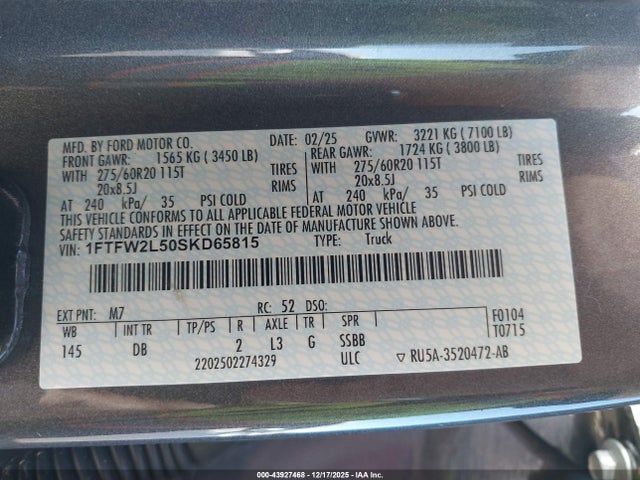 MFD. BY FORD MOTOR CO. DATE: 02/25 GVWR: 3221 KG ( 7100 LB)
FRONT GAWR: 1565 KG ( 3450 LB) REAR GAWR: 1724 KG ( 3800 LB)
WITH 275/60R20 115T TIRES WITH 275/60R20 115T TIRES
20x8.5J RIMS 20x8.5J RIMS
AT 240 kPa/ 35 PSI COLD AT 240 kPa/ 35 PSI COLD
THIS VEHICLE CONFORMS TO ALL APPLICABLE FEDERAL MOTOR VEHICLE
SAFETY STANDARDS IN EFFECT ON THE DATE OF MANUFACTURE SHOWN ABOVE.
VIN: 1FTFW2L50SKD65815 TYPE: Truck
EXT PNT: M7 RC: 52 DSO: F0104
WB INT TR TP/PS R AXLE TR SPR T0715
145 DB 2 L3 G SSBB
2202502274329 ULC ▽ RU5A-3520472-AB
000-43927468 - 12/17/2025 - IAA Inc.